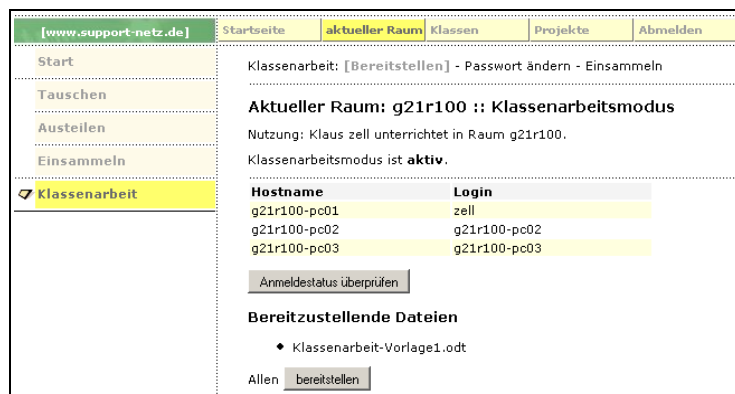 [www.support-netz.de]
Startseite aktueller Raum Klassen Projekte Abmelden
Start
Tauschen
Austeilen
Einsammeln
Klassenarbeit
Klassenarbeit: [Bereitstellen] - Passwort ändern - Einsammeln
Aktueller Raum: g21r100 :: Klassenarbeitsmodus
Nutzung: Klaus zell unterrichtet in Raum g21r100.
Klassenarbeitsmodus ist aktiv.
Hostname Login
g21r100-pc01 zell
g21r100-pc02 g21r100-pc02
g21r100-pc03 g21r100-pc03
Anmeldestatus überprüfen
Bereitzustellende Dateien
Klassenarbeit-Vorlage1.odt
Allen bereitstellen